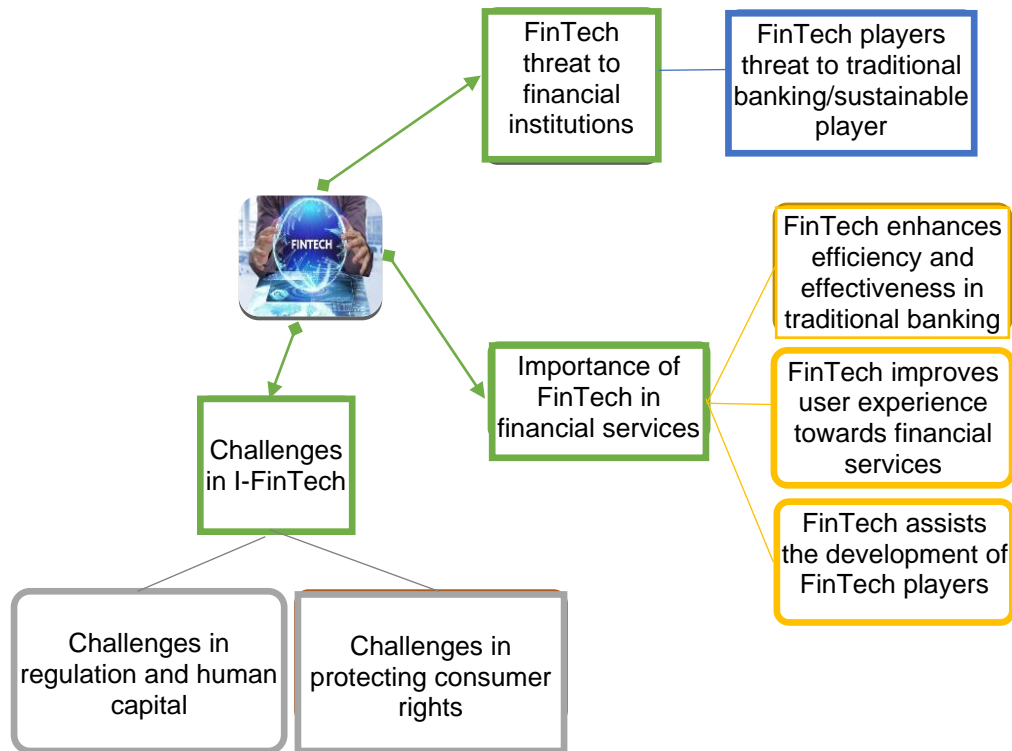 FinTech
threat to
financial
institutions
FinTech players
threat to traditional
banking/sustainable
player
FINTECH
FinTech enhances
efficiency and
effectiveness in
traditional banking
Importance of
FinTech in
financial services
FinTech improves
user experience
towards financial
services
Challenges
in I-FinTech
FinTech assists
the development of
FinTech players
Challenges in
regulation and human
capital
Challenges in
protecting consumer
rights